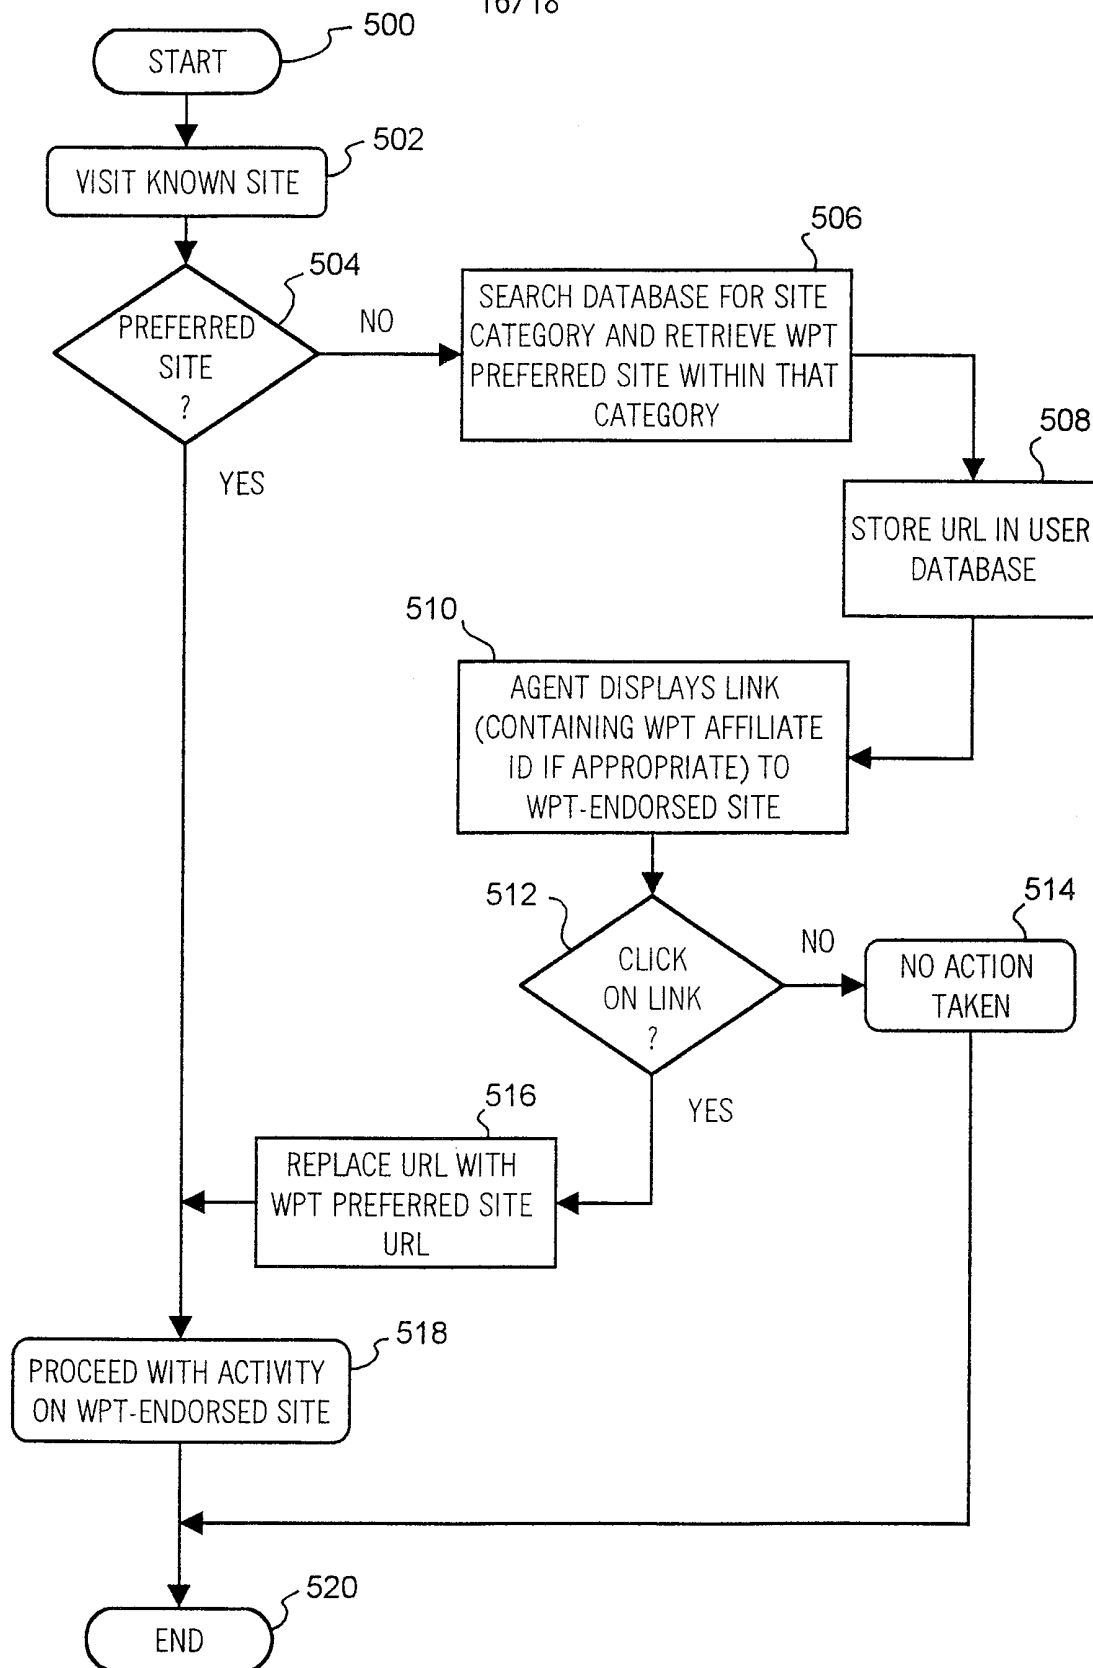 16/18
500
START
502
VISIT KNOWN SITE
504
PREFERRED
SITE
?
NO
YES
506
SEARCH DATABASE FOR SITE
CATEGORY AND RETRIEVE WPT
PREFERRED SITE WITHIN THAT
CATEGORY
508
STORE URL IN USER
DATABASE
510
AGENT DISPLAYS LINK
(CONTAINING WPT AFFILIATE
ID IF APPROPRIATE) TO
WPT-ENDORSED SITE
512
CLICK
ON LINK
?
NO
514
NO ACTION
TAKEN
YES
516
REPLACE URL WITH
WPT PREFERRED SITE
URL
518
PROCEED WITH ACTIVITY
ON WPT-ENDORSED SITE
520
END